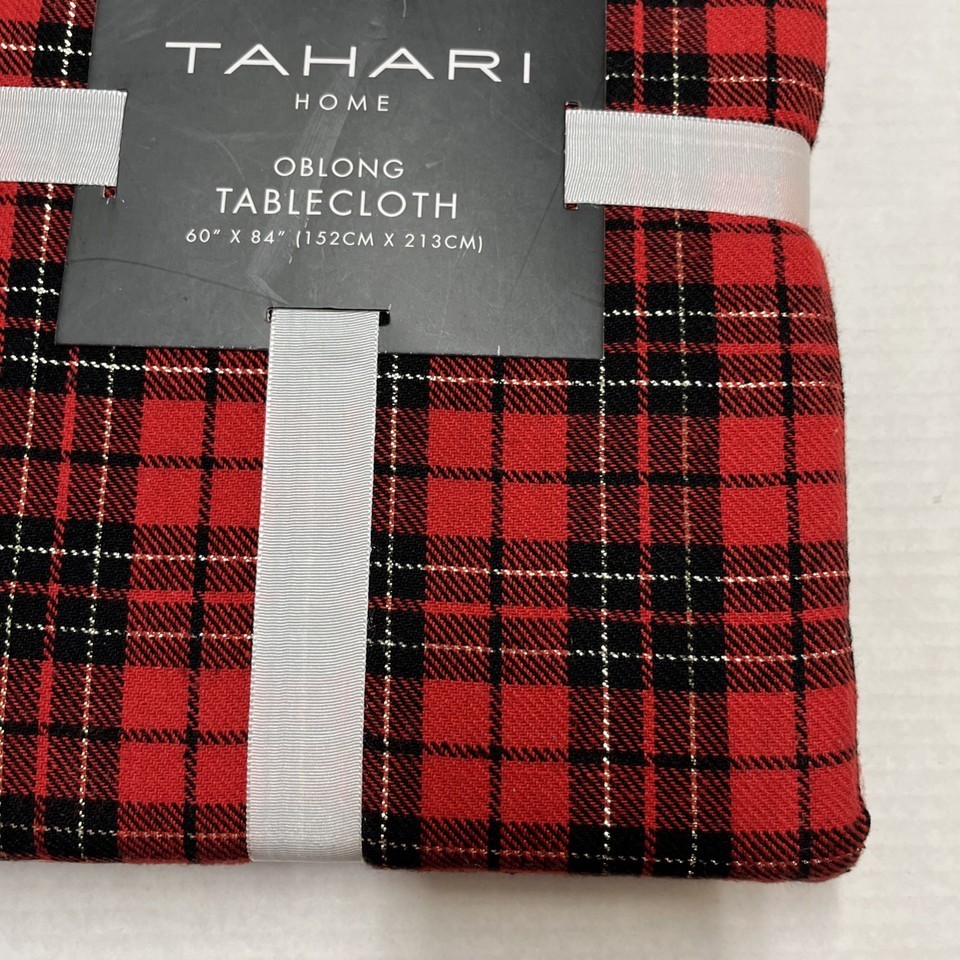 TAHARI
HOME
OBLONG
TABLECLOTH
60” X 84” (152CM X 213CM)